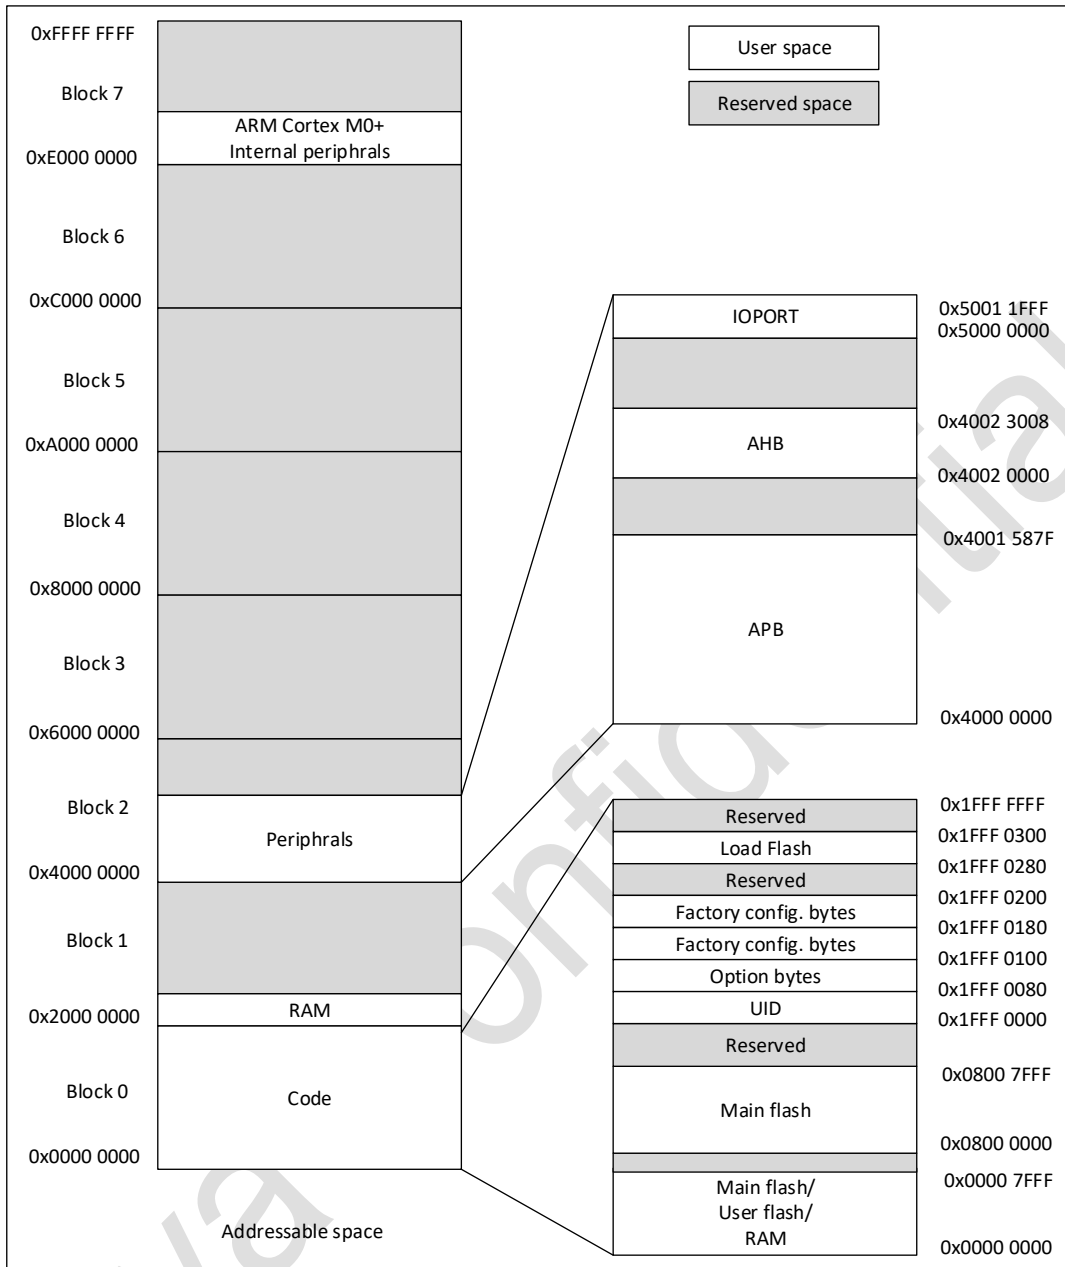 0xFFFF FFFF
Block 7
ARM Cortex M0+
Internal periphrals
0xE000 0000
Block 6
0xC000 0000
Block 5
0xA000 0000
Block 4
0x8000 0000
Block 3
0x6000 0000
Block 2
Periphrals
0x4000 0000
Block 1
RAM
0x2000 0000
Block 0
Code
0x0000 0000
Addressable space
User space
Reserved space
IOPORT
0x5001 1FFF
0x5000 0000
0x4002 3008
AHB
0x4002 0000
0x4001 587F
APB
0x4000 0000
0x1FFF FFFF
Reserved
0x1FFF 0300
Load Flash
0x1FFF 0280
Reserved
0x1FFF 0200
Factory config. bytes
0x1FFF 0180
Factory config. bytes
0x1FFF 0100
Option bytes
0x1FFF 0080
UID
0x1FFF 0000
Reserved
0x0800 7FFF
Main flash
0x0800 0000
0x0000 7FFF
Main flash/
User flash/
RAM
0x0000 0000